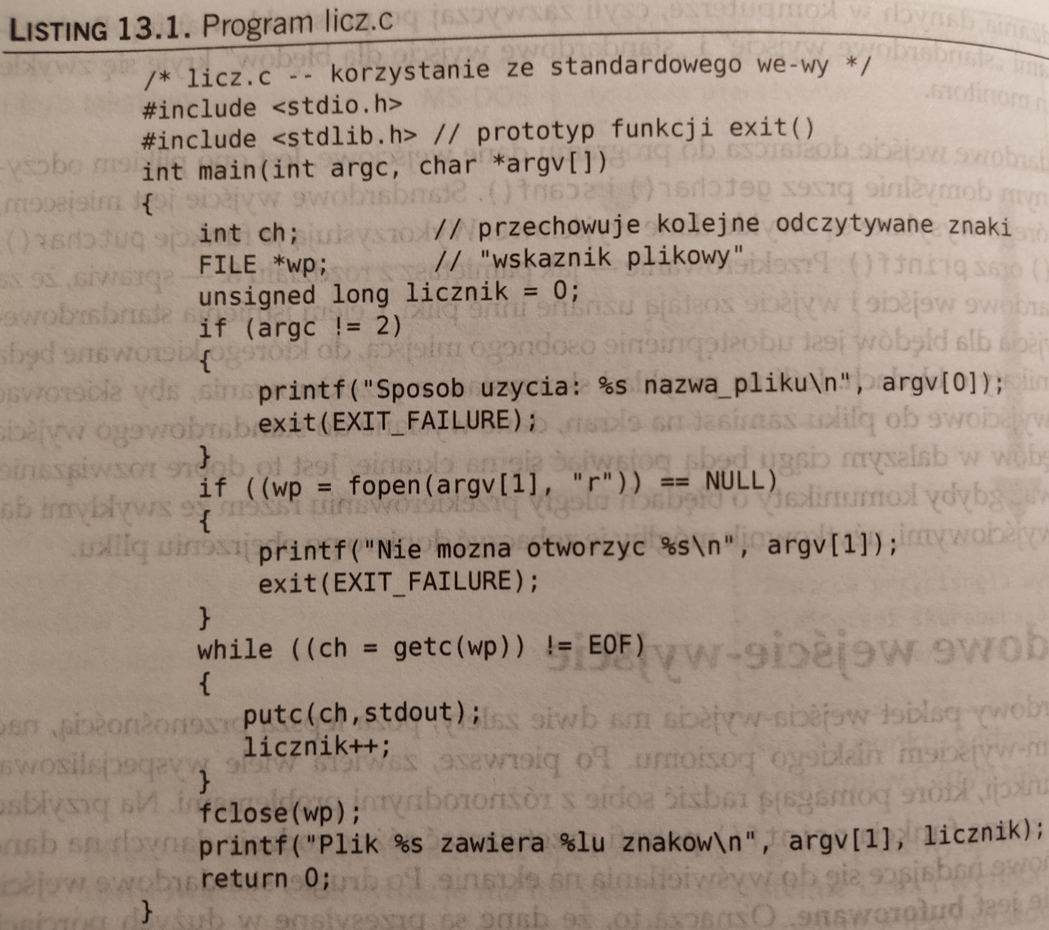 LISTING 13.1. Program licz.c
/* licz.c -- korzystanie ze standardowego we-wy */
#include <stdio.h>
#include <stdlib.h> // prototyp funkcji exit()
int main(int argc, char *argv[])
{
int ch; // przechowuje kolejne odczytywane znaki
FILE *wp; // "wskaznik plikowy"
unsigned long licznik = 0;
if (argc != 2)
{
printf("Sposob uzycia: %s nazwa_pliku\n", argv[0]);
exit(EXIT_FAILURE);
}
if ((wp = fopen(argv[1], "r")) == NULL)
{
printf("Nie mozna otworzyc %s\n", argv[1]);
exit(EXIT_FAILURE);
}
while ((ch = getc(wp)) != EOF)
{
putc(ch,stdout);
licznik++;
}
fclose(wp);
printf("Plik %s zawiera %lu znakow\n", argv[1], licznik);
return 0;
}